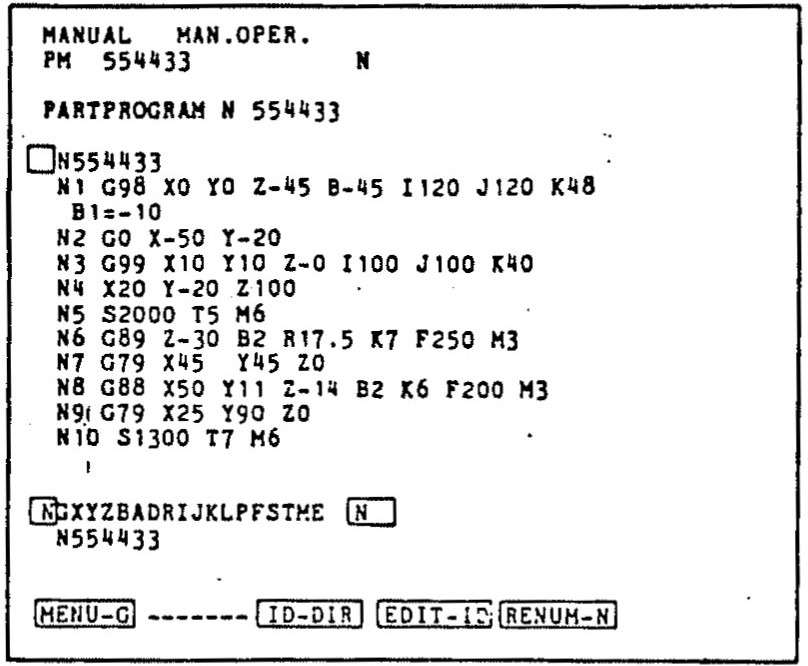 MANUAL MAN.OPER.
PM 554433 N
PARTPROGRAM N 554433
N554433
N1 G98 X0 Y0 Z-45 B-45 I120 J120 K48
B1=-10
N2 G0 X-50 Y-20
N3 G99 X10 Y10 Z-0 I100 J100 K40
N4 X20 Y-20 Z100
N5 S2000 T5 M6
N6 G89 Z-30 B2 R17.5 K7 F250 M3
N7 G79 X45 Y45 Z0
N8 G88 X50 Y11 Z-14 B2 K6 F200 M3
N9 G79 X25 Y90 Z0
N10 S1300 T7 M6
NGXYZBADRIJKLPFSTME N
N554433
MENU-G ------- ID-DIR EDIT-ID RENUM-N